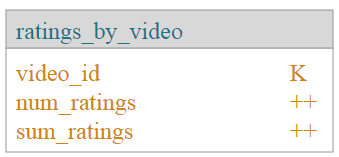 ratings_by_video
video_id K
num_ratings ++
sum_ratings ++